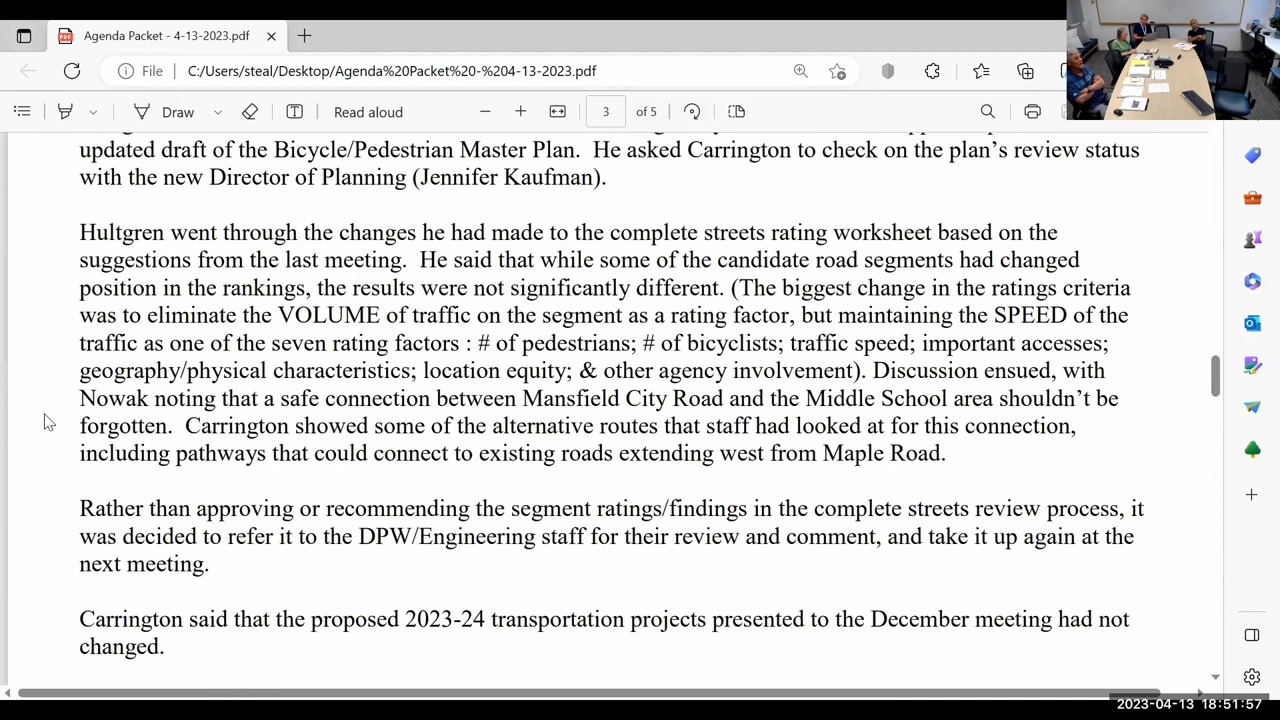 Agenda Packet - 4-13-2023.pdf
File C:/Users/steal/Desktop/Agenda%20Packet%20-%204-13-2023.pdf
Draw Read aloud 3 of 5
updated draft of the Bicycle/Pedestrian Master Plan. He asked Carrington to check on the plan’s review status
with the new Director of Planning (Jennifer Kaufman).
Hultgren went through the changes he had made to the complete streets rating worksheet based on the
suggestions from the last meeting. He said that while some of the candidate road segments had changed
position in the rankings, the results were not significantly different. (The biggest change in the ratings criteria
was to eliminate the VOLUME of traffic on the segment as a rating factor, but maintaining the SPEED of the
traffic as one of the seven rating factors : # of pedestrians; # of bicyclists; traffic speed; important accesses;
geography/physical characteristics; location equity; & other agency involvement). Discussion ensued, with
Nowak noting that a safe connection between Mansfield City Road and the Middle School area shouldn’t be
forgotten. Carrington showed some of the alternative routes that staff had looked at for this connection,
including pathways that could connect to existing roads extending west from Maple Road.
Rather than approving or recommending the segment ratings/findings in the complete streets review process, it
was decided to refer it to the DPW/Engineering staff for their review and comment, and take it up again at the
next meeting.
Carrington said that the proposed 2023-24 transportation projects presented to the December meeting had not
changed.
2023-04-13 18:51:57